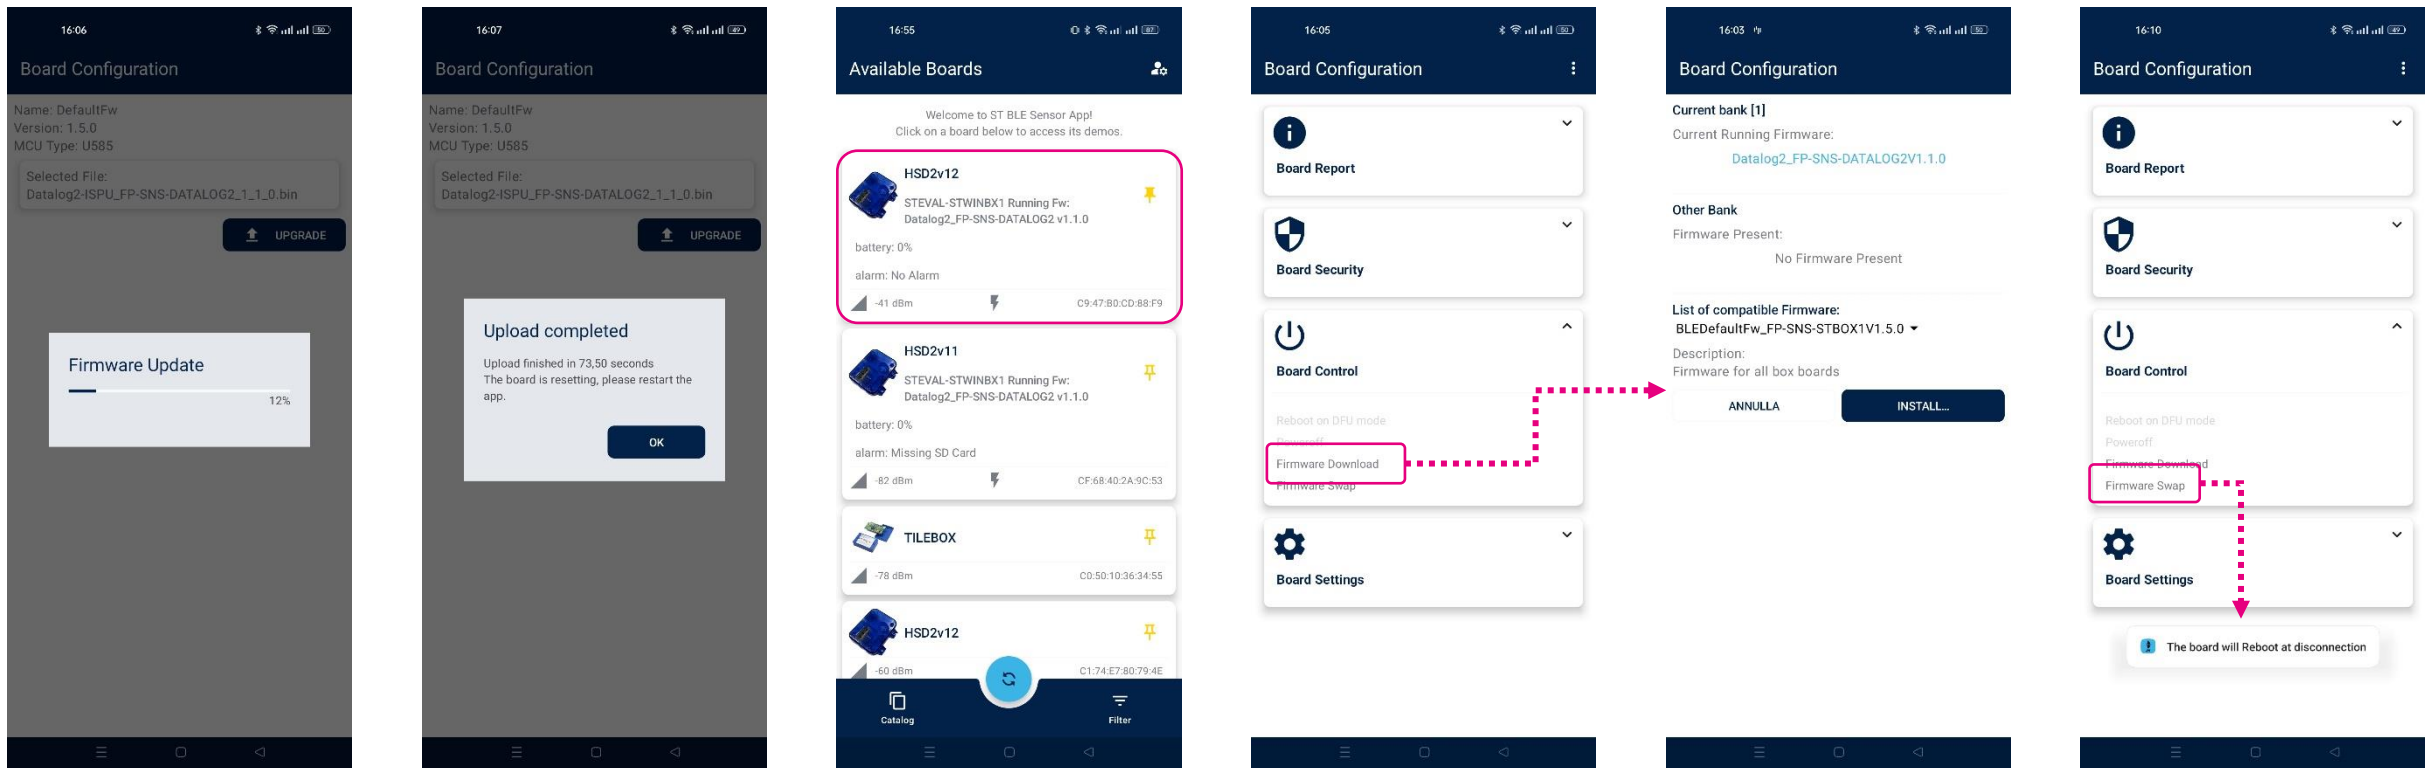 16:06
50
Board Configuration
Name: DefaultFw
Version: 1.5.0
MCU Type: U585
Selected File:
Datalog2-ISPU_FP-SNS-DATALOG2_1_1_0.bin
UPGRADE
Firmware Update
12%
16:07
49
Board Configuration
Name: DefaultFw
Version: 1.5.0
MCU Type: U585
Selected File:
Datalog2-ISPU_FP-SNS-DATALOG2_1_1_0.bin
UPGRADE
Upload completed
Upload finished in 73,50 seconds
The board is resetting, please restart the
app.
OK
16:55
87
Available Boards
Welcome to ST BLE Sensor App!
Click on a board below to access its demos.
HSD2v12
STEVAL-STWINBX1 Running Fw:
Datalog2_FP-SNS-DATALOG2 v1.1.0
battery: 0%
alarm: No Alarm
-41 dBm
C9:47:B0:CD:88:F9
HSD2v11
STEVAL-STWINBX1 Running Fw:
Datalog2_FP-SNS-DATALOG2 v1.1.0
battery: 0%
alarm: Missing SD Card
-82 dBm
CF:68:40:2A:9C:53
TILEBOX
-78 dBm
C0:50:10:36:34:55
HSD2v12
-60 dBm
C1:74:E7:80:79:4E
Catalog
Filter
16:05
50
Board Configuration
Board Report
Board Security
Board Control
Reboot on DFU mode
Poweroff
Firmware Download
Firmware Swap
Board Settings
16:03
50
Board Configuration
Current bank [1]
Current Running Firmware:
Datalog2_FP-SNS-DATALOG2V1.1.0
Other Bank
Firmware Present:
No Firmware Present
List of compatible Firmware:
BLEDefaultFw_FP-SNS-STBOX1V1.5.0
Description:
Firmware for all box boards
ANNULLA
INSTALL...
16:10
49
Board Configuration
Board Report
Board Security
Board Control
Reboot on DFU mode
Poweroff
Firmware Download
Firmware Swap
Board Settings
The board will Reboot at disconnection